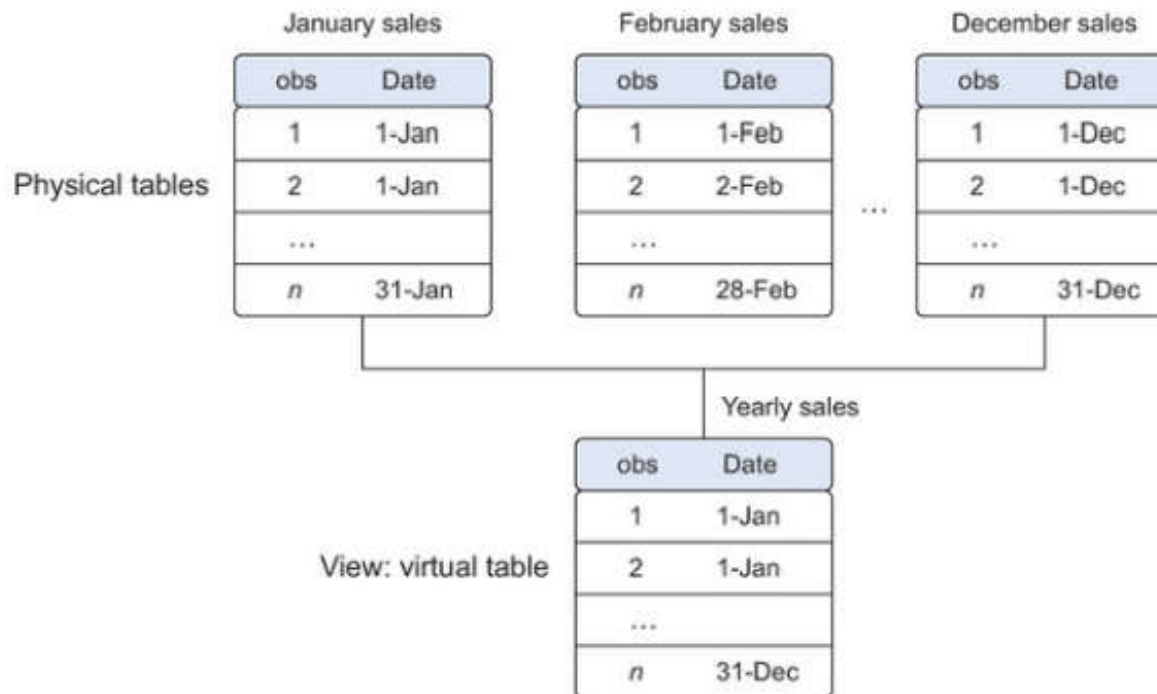 January sales
February sales
December sales
obs Date
obs Date
obs Date
1 1-Jan
1 1-Feb
1 1-Dec
Physical tables
2 1-Jan
2 2-Feb
...
2 1-Dec
...
...
...
n 31-Jan
n 28-Feb
n 31-Dec
Yearly sales
obs Date
1 1-Jan
View: virtual table
2 1-Jan
...
n 31-Dec